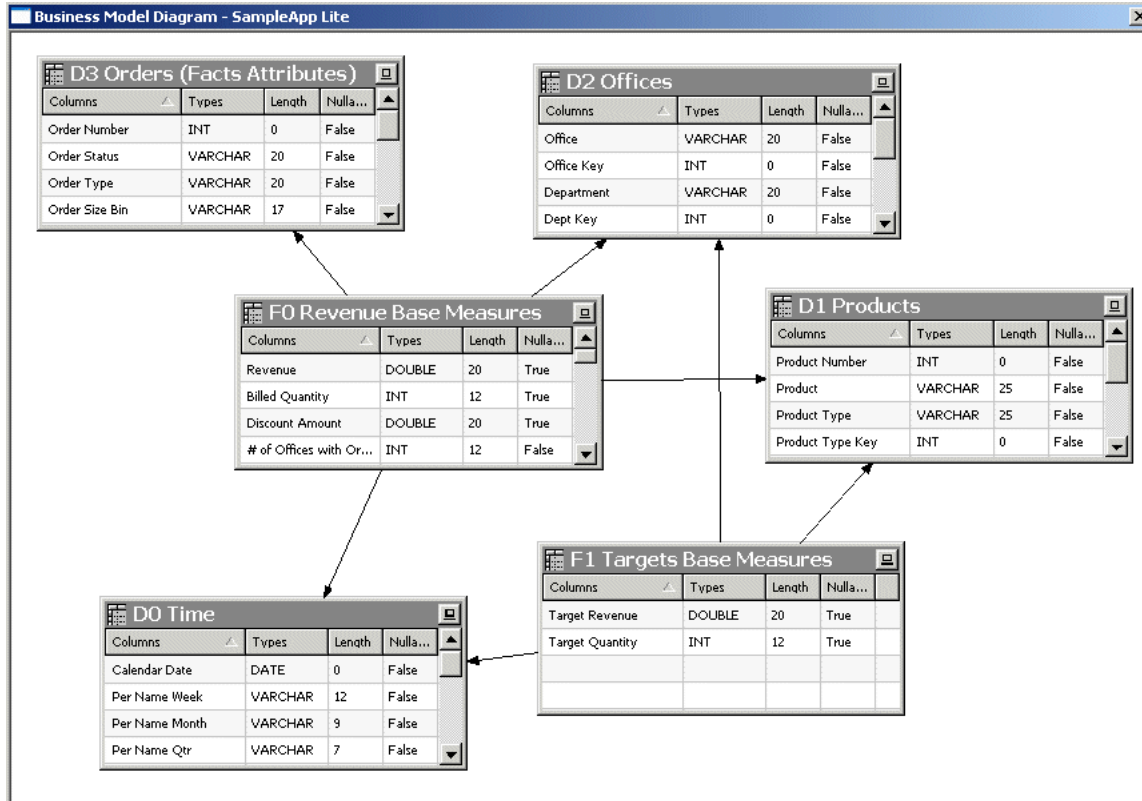 Business Model Diagram - SampleApp Lite
D3 Orders (Facts Attributes)
Columns Types Length Nulla...
Order Number INT 0 False
Order Status VARCHAR 20 False
Order Type VARCHAR 20 False
Order Size Bin VARCHAR 17 False
D2 Offices
Columns Types Length Nulla...
Office VARCHAR 20 False
Office Key INT 0 False
Department VARCHAR 20 False
Dept Key INT 0 False
F0 Revenue Base Measures
Columns Types Length Nulla...
Revenue DOUBLE 20 True
Billed Quantity INT 12 True
Discount Amount DOUBLE 20 True
# of Offices with Or... INT 12 False
D1 Products
Columns Types Length Nulla...
Product Number INT 0 False
Product VARCHAR 25 False
Product Type VARCHAR 25 False
Product Type Key INT 0 False
F1 Targets Base Measures
Columns Types Length Nulla...
Target Revenue DOUBLE 20 True
Target Quantity INT 12 True
D0 Time
Columns Types Length Nulla...
Calendar Date DATE 0 False
Per Name Week VARCHAR 12 False
Per Name Month VARCHAR 9 False
Per Name Qtr VARCHAR 7 False